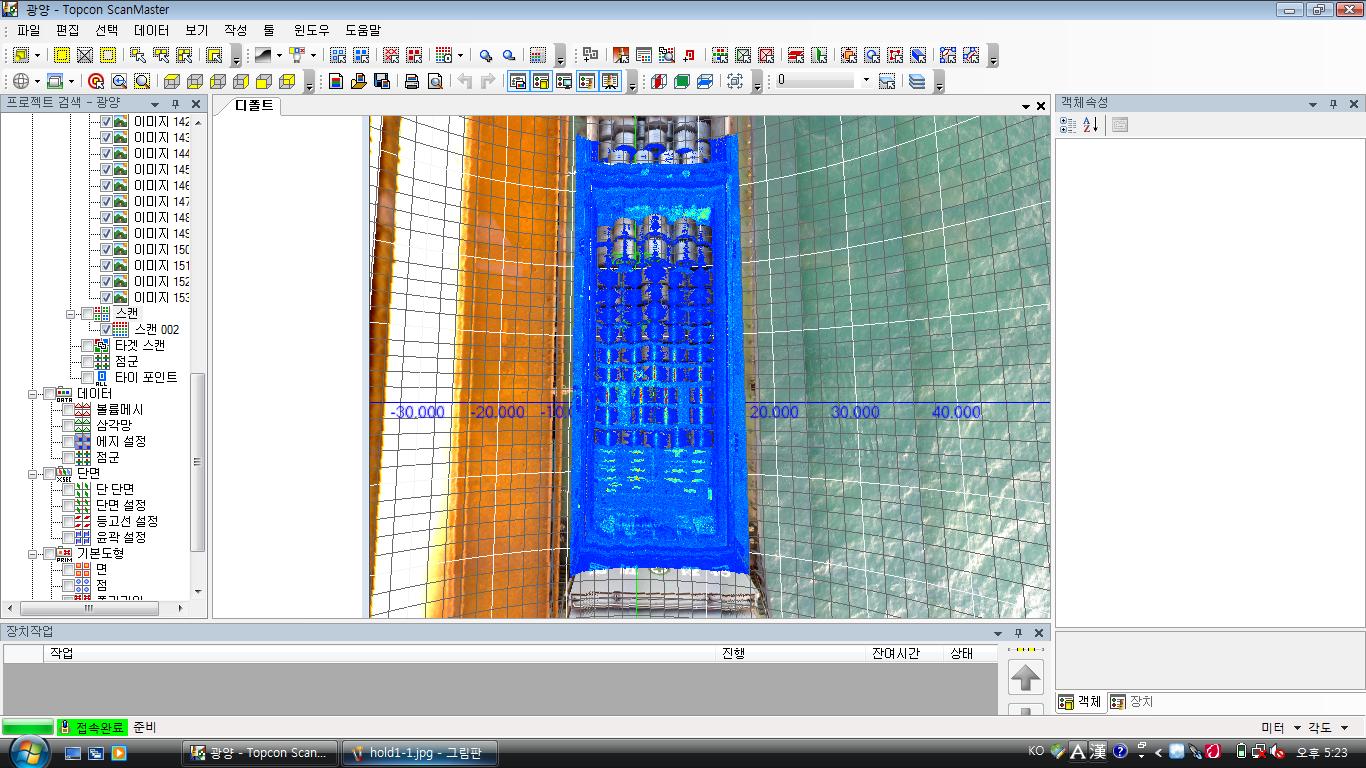 광양 - Topcon ScanMaster
파일 편집 선택 데이터 보기 작성 툴 윈도우 도움말
0
프로젝트 검색 - 광양
디폴트
객체속성
이미지 142
이미지 143
이미지 144
이미지 145
이미지 146
이미지 147
이미지 148
이미지 149
이미지 150
이미지 151
이미지 152
이미지 153
스캔
스캔 002
타겟 스캔
점군
타이 포인트
데이터
볼륨메시
삼각망
에지 설정
점군
단면
단 단면
단면 설정
등고선 설정
윤곽 설정
기본도형
면
점
-30,000 -20,000 20,000 30,000 40,000
장치작업
작업 진행 잔여시간 상태
객체 장치
접속완료 준비
미터 각도
광양 - Topcon Scan...
hold1-1.jpg - 그림판
KO A 漢
오후 5:23